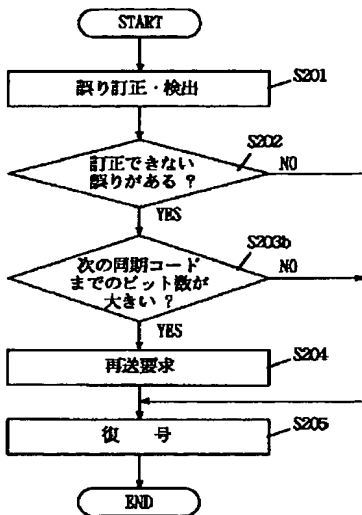 START
誤り訂正・検出
S201
訂正できない
誤りがある ?
S202
NO
YES
次の同期コード
までのビット数が
大きい ?
S203b
NO
YES
再送要求
S204
復 号
S205
END